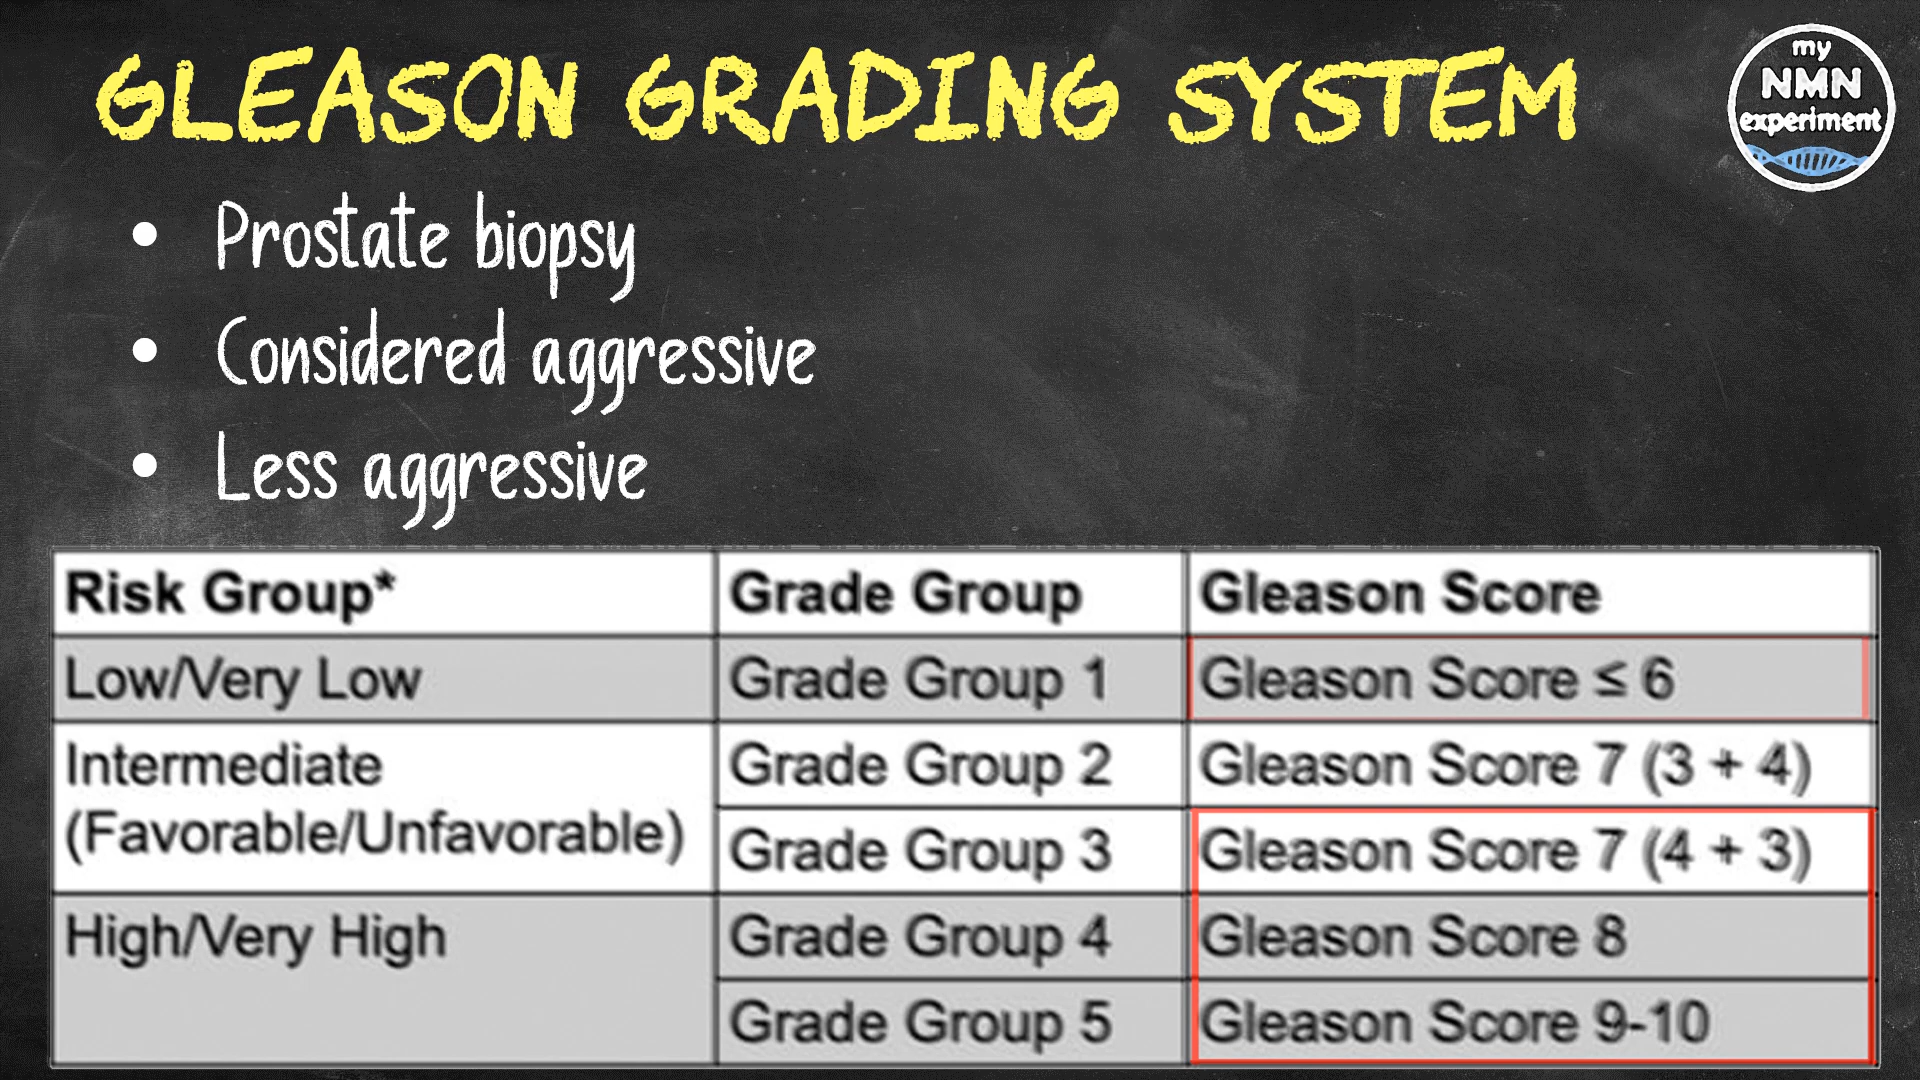 GLEASON GRADING SYSTEM
my
NMN
experiment
• Prostate biopsy
• Considered aggressive
• Less aggressive
Risk Group* Grade Group Gleason Score
Low/Very Low Grade Group 1 Gleason Score ≤ 6
Intermediate Grade Group 2 Gleason Score 7 (3 + 4)
(Favorable/Unfavorable) Grade Group 3 Gleason Score 7 (4 + 3)
High/Very High Grade Group 4 Gleason Score 8
Grade Group 5 Gleason Score 9-10